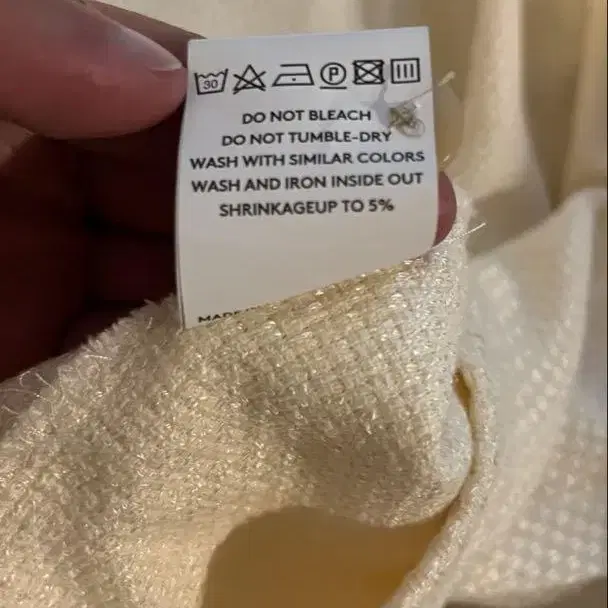 30 P
DO NOT BLEACH
DO NOT TUMBLE-DRY
WASH WITH SIMILAR COLORS
WASH AND IRON INSIDE OUT
SHRINKAGEUP TO 5%